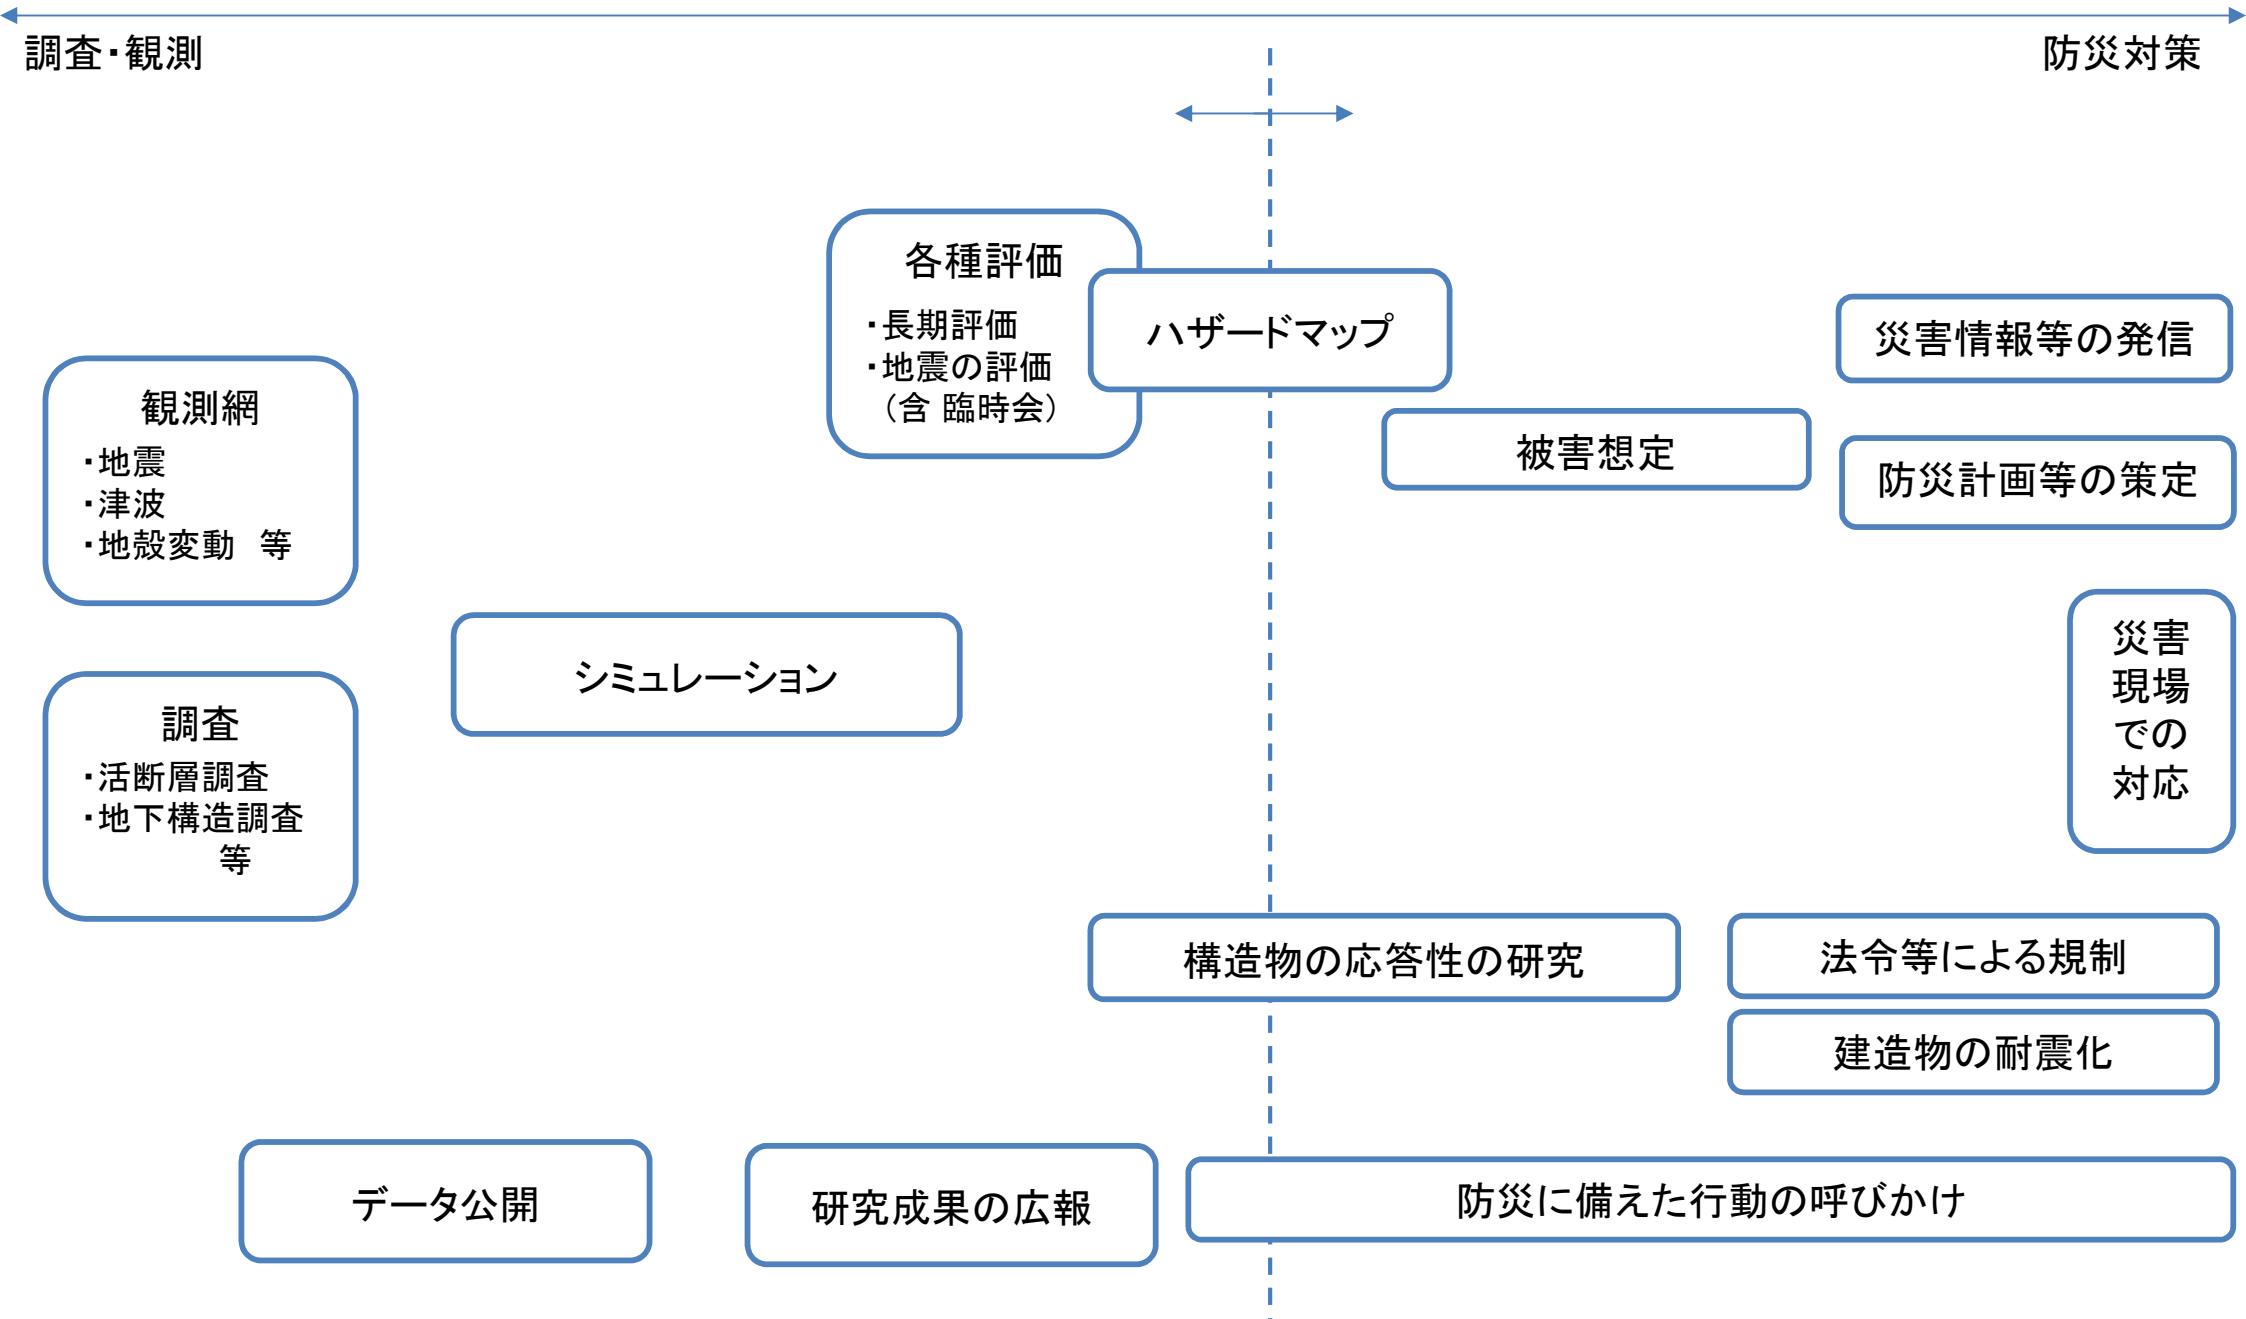 調査・観測
防災対策
各種評価
・長期評価
・地震の評価
（含 臨時会）
ハザードマップ
災害情報等の発信
被害想定
防災計画等の策定
観測網
・地震
・津波
・地殻変動　等
シミュレーション
調査
・活断層調査
・地下構造調査
等
災害
現場
での
対応
構造物の応答性の研究
法令等による規制
建造物の耐震化
データ公開
研究成果の広報
防災に備えた行動の呼びかけ